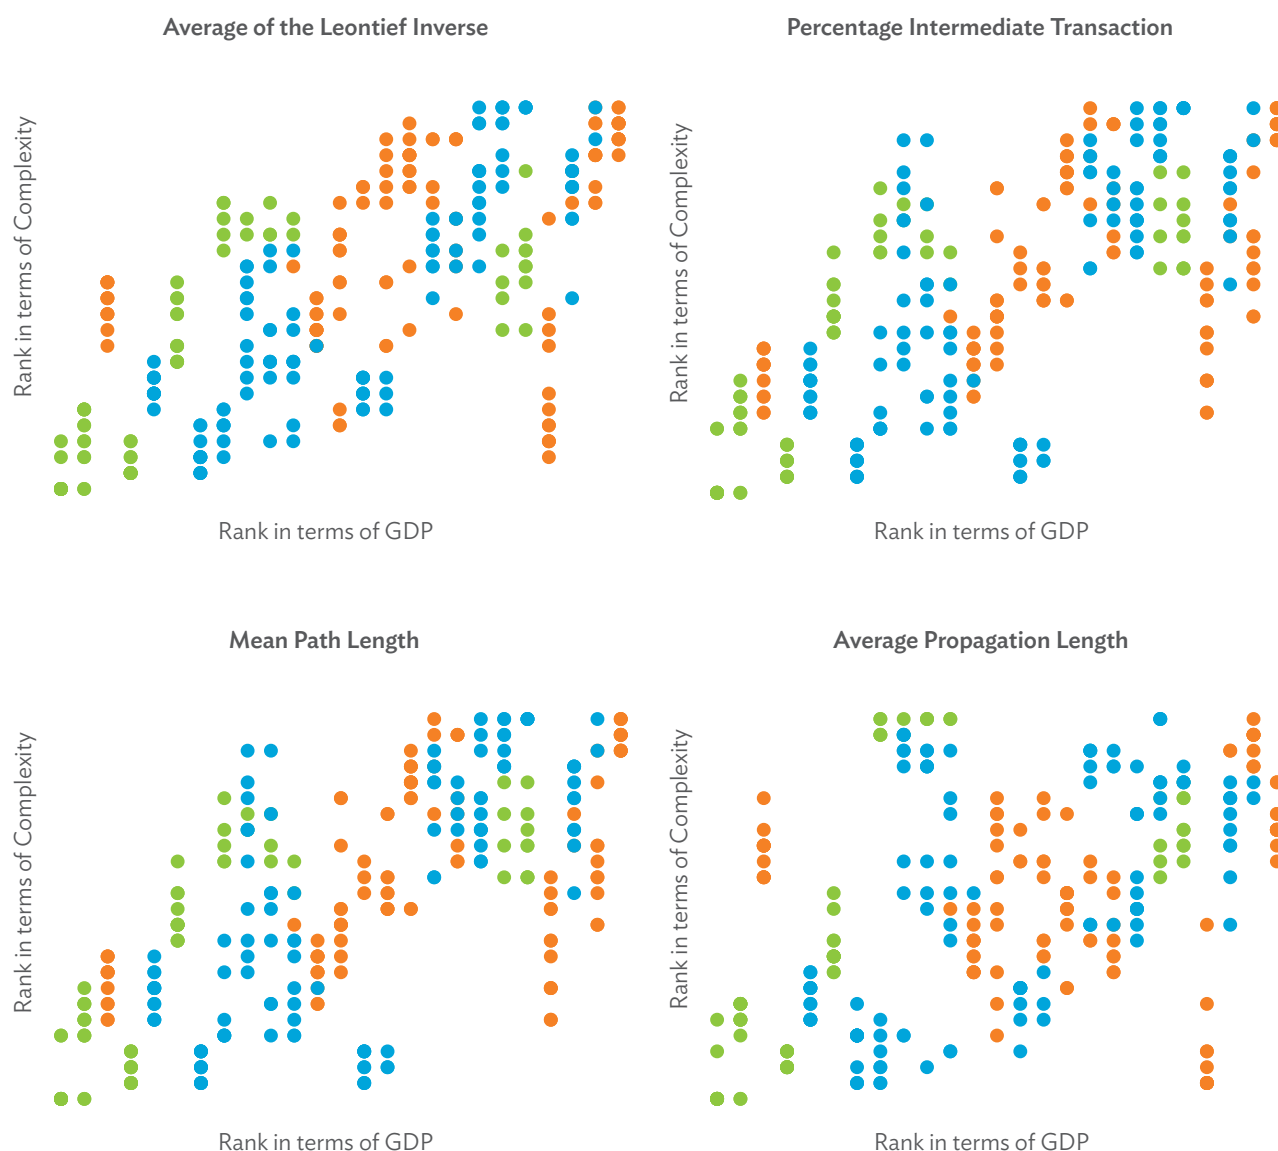 Average of the Leontief Inverse
Percentage Intermediate Transaction
Rank in terms of Complexity
Rank in terms of Complexity
Rank in terms of GDP
Rank in terms of GDP
Mean Path Length
Average Propagation Length
Rank in terms of Complexity
Rank in terms of Complexity
Rank in terms of GDP
Rank in terms of GDP